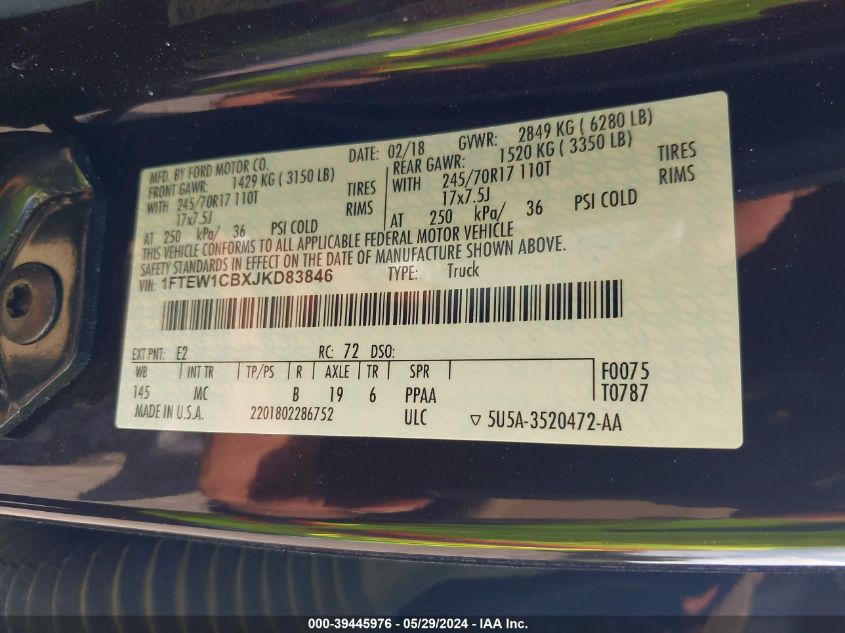 MFD. BY FORD MOTOR CO. DATE: 02/18 GVWR: 2849 KG ( 6280 LB)
FRONT GAWR: 1429 KG ( 3150 LB) REAR GAWR: 1520 KG ( 3350 LB)
WITH 245/70R17 110T TIRES WITH 245/70R17 110T TIRES
17x7.5J RIMS 17x7.5J RIMS
AT 250 kPa/ 36 PSI COLD AT 250 kPa/ 36 PSI COLD
THIS VEHICLE CONFORMS TO ALL APPLICABLE FEDERAL MOTOR VEHICLE
SAFETY STANDARDS IN EFFECT ON THE DATE OF MANUFACTURE SHOWN ABOVE.
VIN: 1FTEW1CBXJKD83846 TYPE: Truck
EXT PNT: E2 RC: 72 DSO:
WB INT TR TP/PS R AXLE TR SPR F0075
145 MC B 19 6 PPAA T0787
MADE IN U.S.A. 2201802286752 ULC ▽ 5U5A-3520472-AA
000-39445976 - 05/29/2024 - IAA Inc.